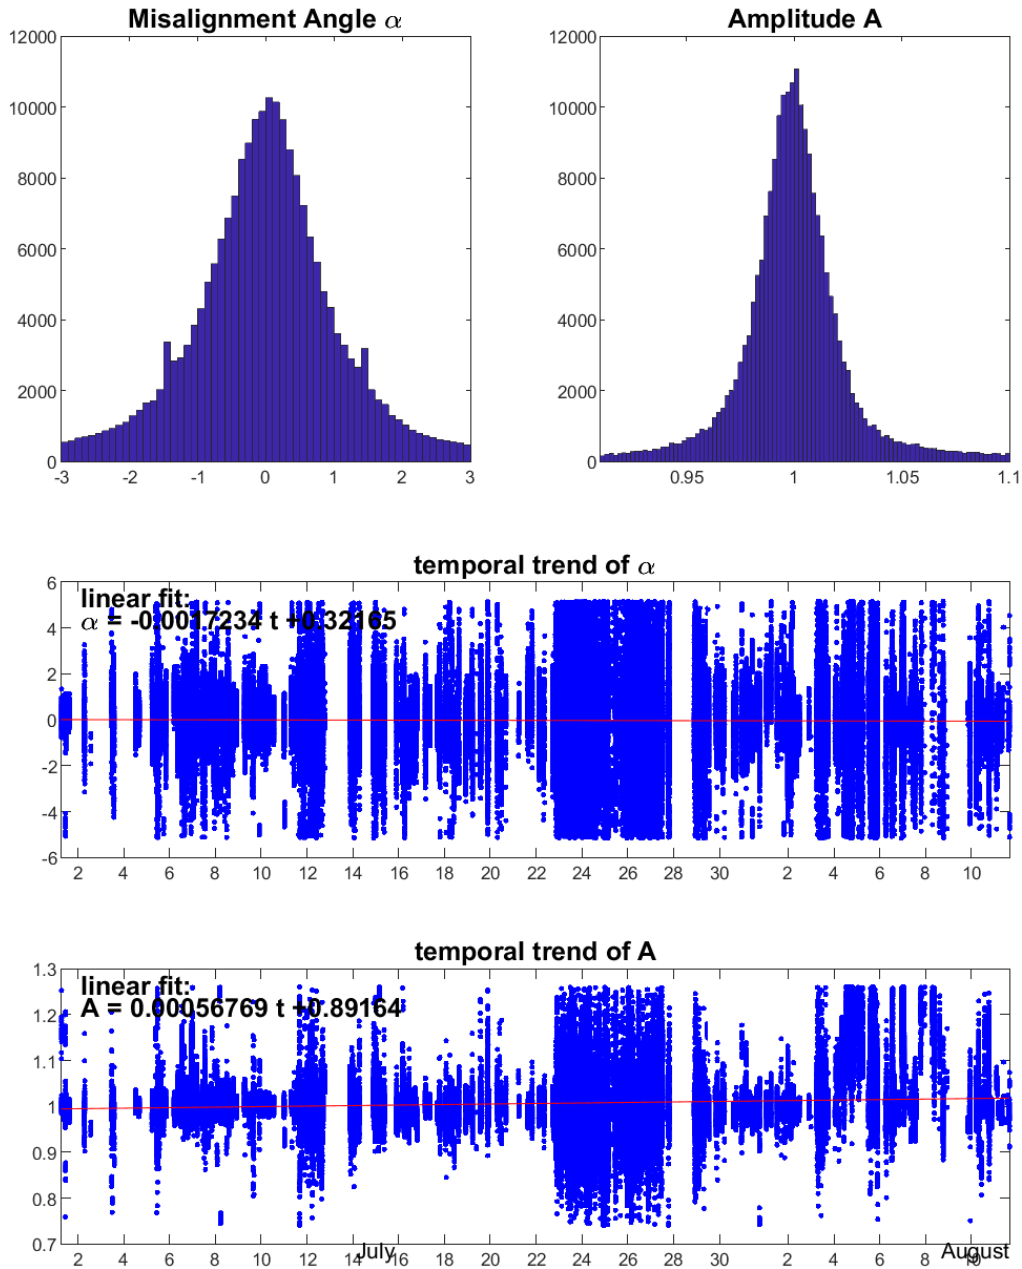 Misalignment Angle α
Amplitude A
12000
10000
8000
6000
4000
2000
0
-3 -2 -1 0 1 2 3
12000
10000
8000
6000
4000
2000
0
0.95 1 1.05 1.1
temporal trend of α
linear fit:
α = -0.0017234 t +0.32165
6
4
2
0
-2
-4
-6
2 4 6 8 10 12 14 16 18 20 22 24 26 28 30 2 4 6 8 10
temporal trend of A
linear fit:
A = 0.00056769 t +0.89164
1.3
1.2
1.1
1
0.9
0.8
0.7
2 4 6 8 10 12 14 16 18 20 22 24 26 28 30 2 4 6 8 10
July
August